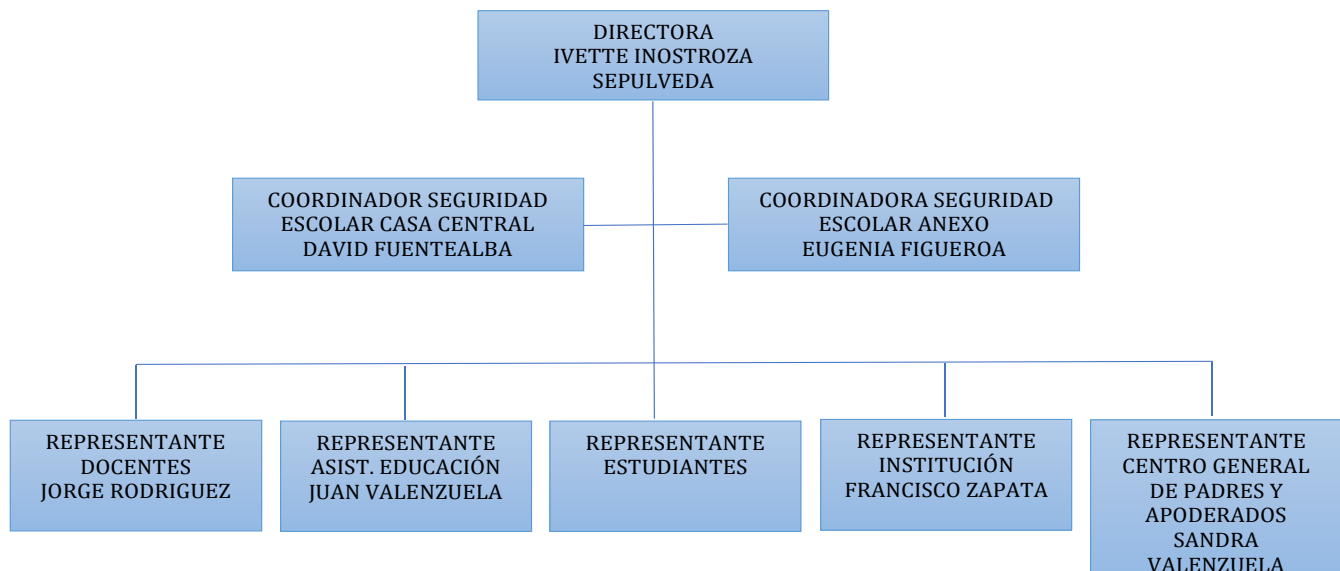 DIRECTORA
IVETTE INOSTROZA
SEPULVEDA
COORDINADOR SEGURIDAD
ESCOLAR CASA CENTRAL
DAVID FUENTEALBA
COORDINADORA SEGURIDAD
ESCOLAR ANEXO
EUGENIA FIGUEROA
REPRESENTANTE
DOCENTES
JORGE RODRIGUEZ
REPRESENTANTE
ASIST. EDUCACIÓN
JUAN VALENZUELA
REPRESENTANTE
ESTUDIANTES
REPRESENTANTE
INSTITUCIÓN
FRANCISCO ZAPATA
REPRESENTANTE
CENTRO GENERAL
DE PADRES Y
APODERADOS
SANDRA
VALENZUELA